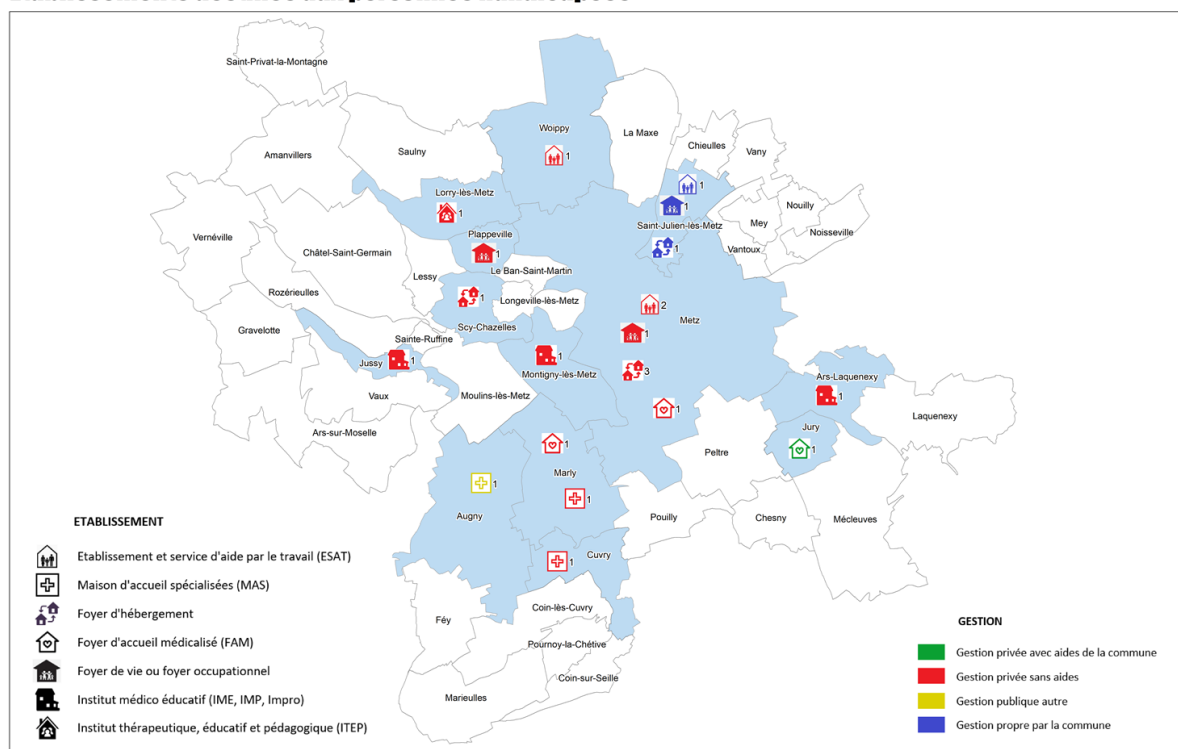 Etablissements dédiés aux personnes handicapées
Saint-Privat-la-Montagne
Woippy
1
La Maxe
Chieulles
Vany
Amanvillers
Saulny
Lorry-lès-Metz
1
1
1
Saint-Julien-lès-Metz
1
Nouilly
Mey
Noisseville
Vantoux
Vernéville
Châtel-Saint-Germain
Plappeville
1
Lessy
Le Ban-Saint-Martin
Rozérieulles
1
Longeville-lès-Metz
2
Metz
Gravelotte
Scy-Chazelles
1
Sainte-Ruffine
1
Jussy
1
Montigny-lès-Metz
3
Ars-Laquenexy
1
Vaux
Moulins-lès-Metz
1
Laquenexy
Ars-sur-Moselle
Jury
1
1
Peltre
Marly
1
1
Augny
Pouilly
Chesny
Mécleuves
Cuvry
1
Coin-lès-Cuvry
Féy
Pournoy-la-Chétive
Coin-sur-Seille
Marieulles
ETABLISSEMENT
Etablissement et service d'aide par le travail (ESAT)
Maison d'accueil spécialisées (MAS)
Foyer d'hébergement
Foyer d'accueil médicalisé (FAM)
Foyer de vie ou foyer occupationnel
Institut médico éducatif (IME, IMP, Impro)
Institut thérapeutique, éducatif et pédagogique (ITEP)
GESTION
Gestion privée avec aides de la commune
Gestion privée sans aides
Gestion publique autre
Gestion propre par la commune